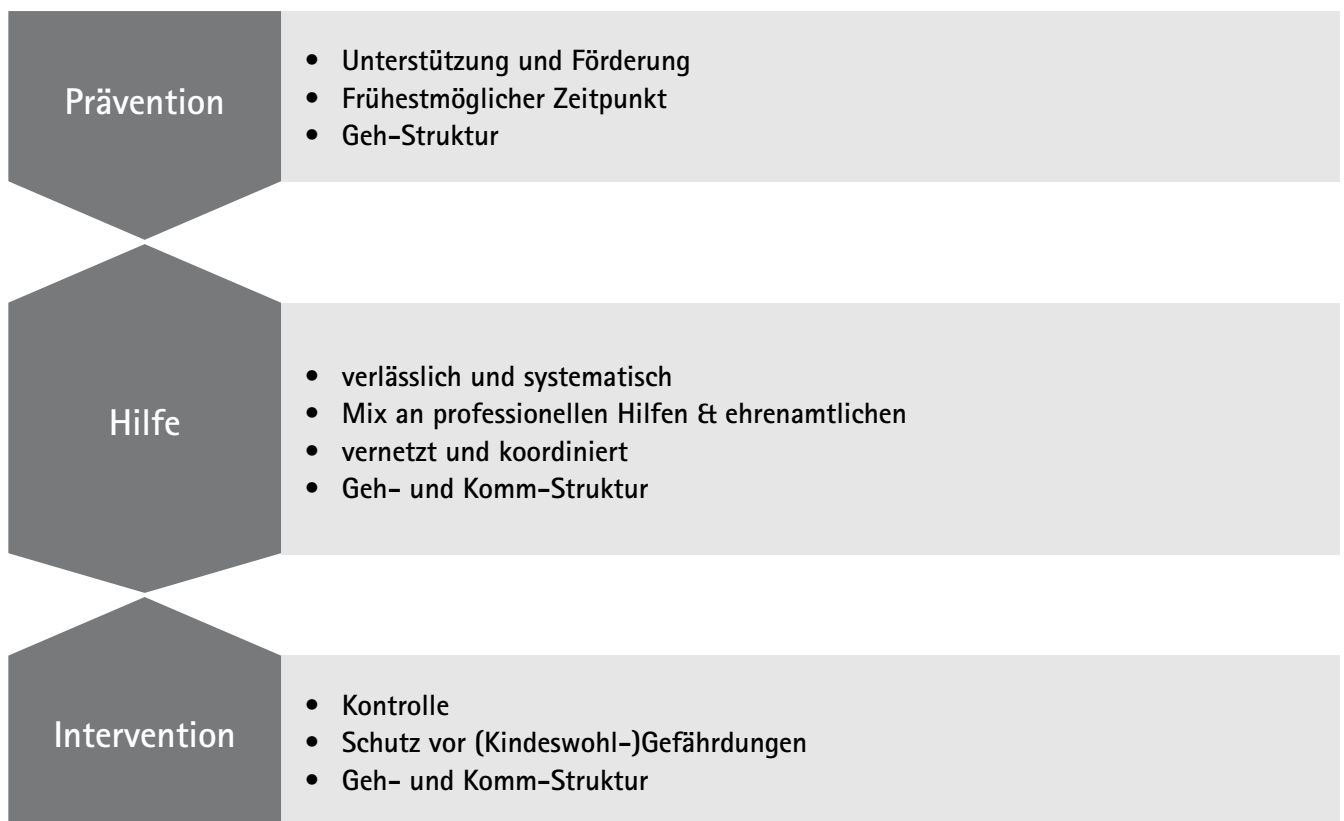 Prävention
• Unterstützung und Förderung
• Frühestmöglicher Zeitpunkt
• Geh-Struktur
Hilfe
• verlässlich und systematisch
• Mix an professionellen Hilfen & ehrenamtlichen
• vernetzt und koordiniert
• Geh- und Komm-Struktur
Intervention
• Kontrolle
• Schutz vor (Kindeswohl-)Gefährdungen
• Geh- und Komm-Struktur